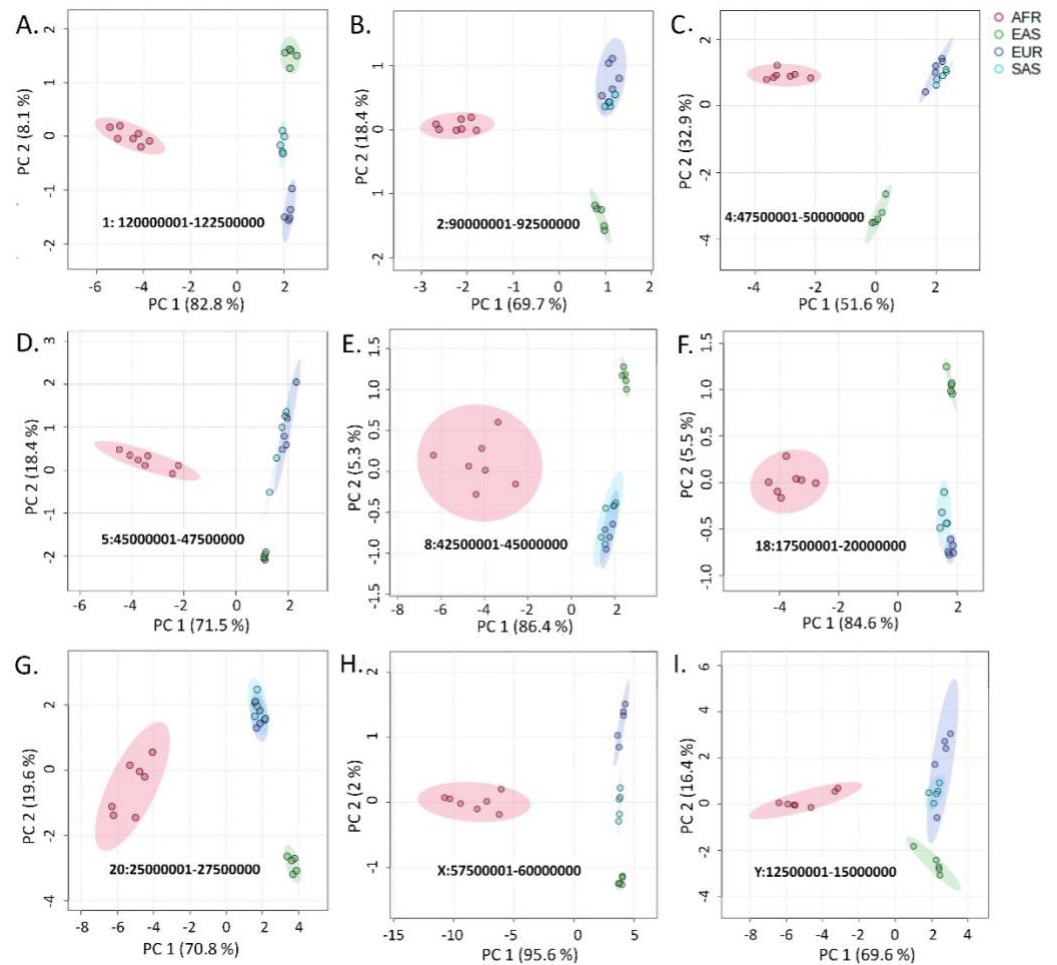 A.
2
1
0
-1
-2
PC 2 (8.1 %)
1: 120000001-122500000
-6 -4 -2 0 2 4
PC 1 (82.8 %)
B.
2
1
0
-1
-2
PC 2 (18.4 %)
2:90000001-92500000
-3 -2 -1 0 1 2
PC 1 (69.7 %)
C.
2
0
-2
-4
PC 2 (32.9 %)
4:47500001-50000000
-4 -2 0 2
PC 1 (51.6 %)
AFR
EAS
EUR
SAS
D.
3
2
1
0
-1
-2
PC 2 (18.4 %)
5:45000001-47500000
-6 -4 -2 0 2
PC 1 (71.5 %)
E.
1.5
1.0
0.5
0.0
-0.5
-1.0
-1.5
PC 2 (5.3 %)
8:42500001-45000000
-8 -6 -4 -2 0 2
PC 1 (86.4 %)
F.
1.5
1.0
0.5
0.0
-0.5
-1.0
PC 2 (5.5 %)
18:17500001-20000000
-4 -2 0 2
PC 1 (84.6 %)
G.
2
0
-2
-4
PC 2 (19.6 %)
20:25000001-27500000
-8 -6 -4 -2 0 2 4
PC 1 (70.8 %)
H.
2
1
0
-1
PC 2 (2 %)
X:57500001-60000000
-15 -10 -5 0 5
PC 1 (95.6 %)
I.
6
4
2
0
-2
-4
PC 2 (16.4 %)
Y:12500001-15000000
-8 -6 -4 -2 0 2 4
PC 1 (69.6 %)